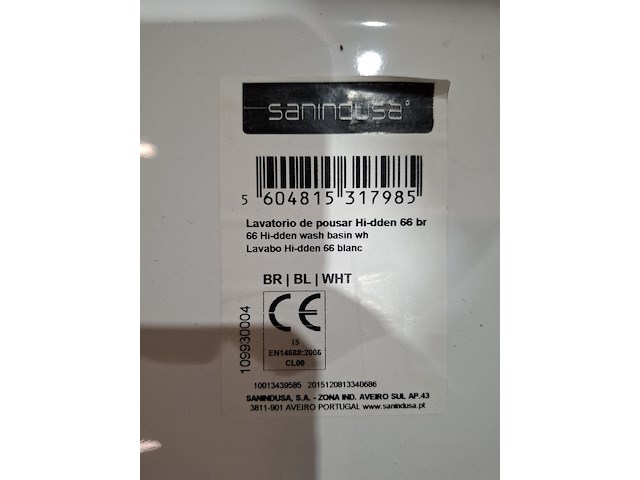 sanindusa®
5 604815 317985
Lavatorio de pousar Hi-dden 66 br
66 Hi-dden wash basin wh
Lavabo Hi-dden 66 blanc
BR | BL | WHT
109930004
CE
15
EN14688:2006
CL00
10013439585 2015120813340686
SANINDUSA, S.A. - ZONA IND. AVEIRO SUL AP.43
3811-901 AVEIRO PORTUGAL www.sanindusa.pt